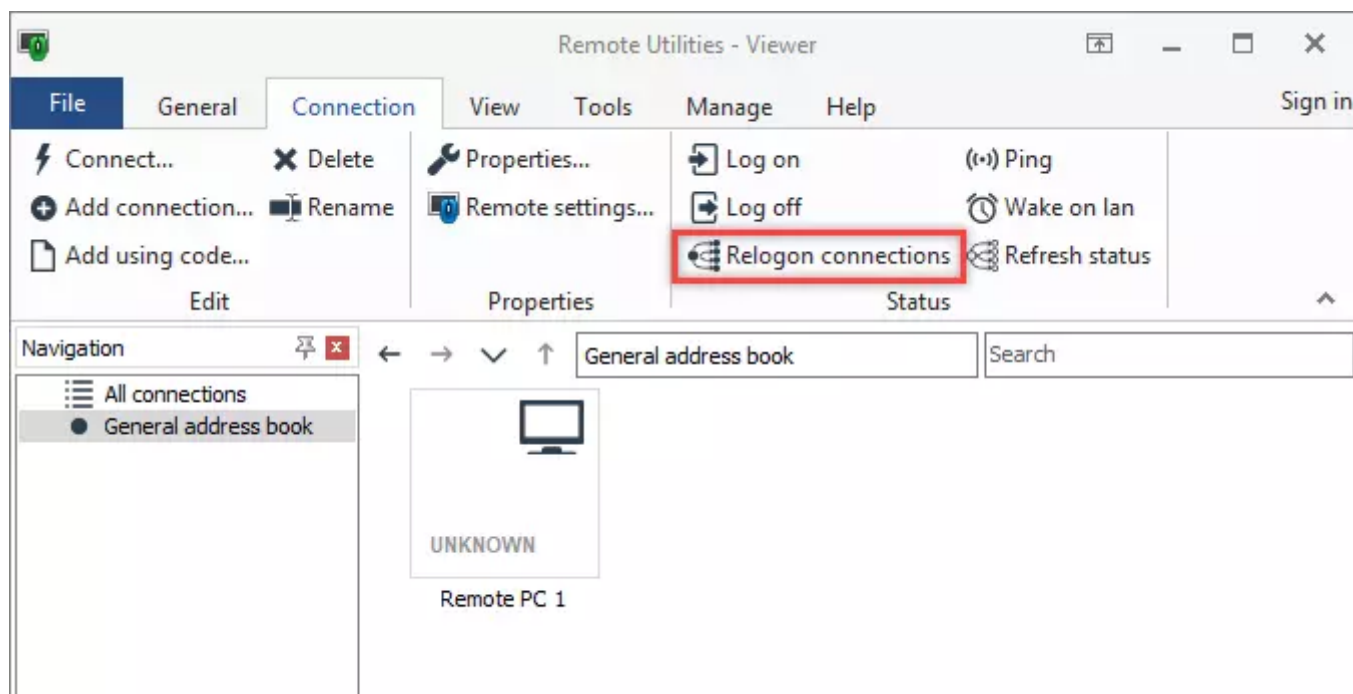 Remote Utilities - Viewer
File General Connection View Tools Manage Help Sign in
Connect... Delete Properties... Log on Ping
Add connection... Rename Remote settings... Log off Wake on lan
Add using code... Relogon connections Refresh status
Edit Properties Status
Navigation General address book Search
All connections
General address book
UNKNOWN
Remote PC 1